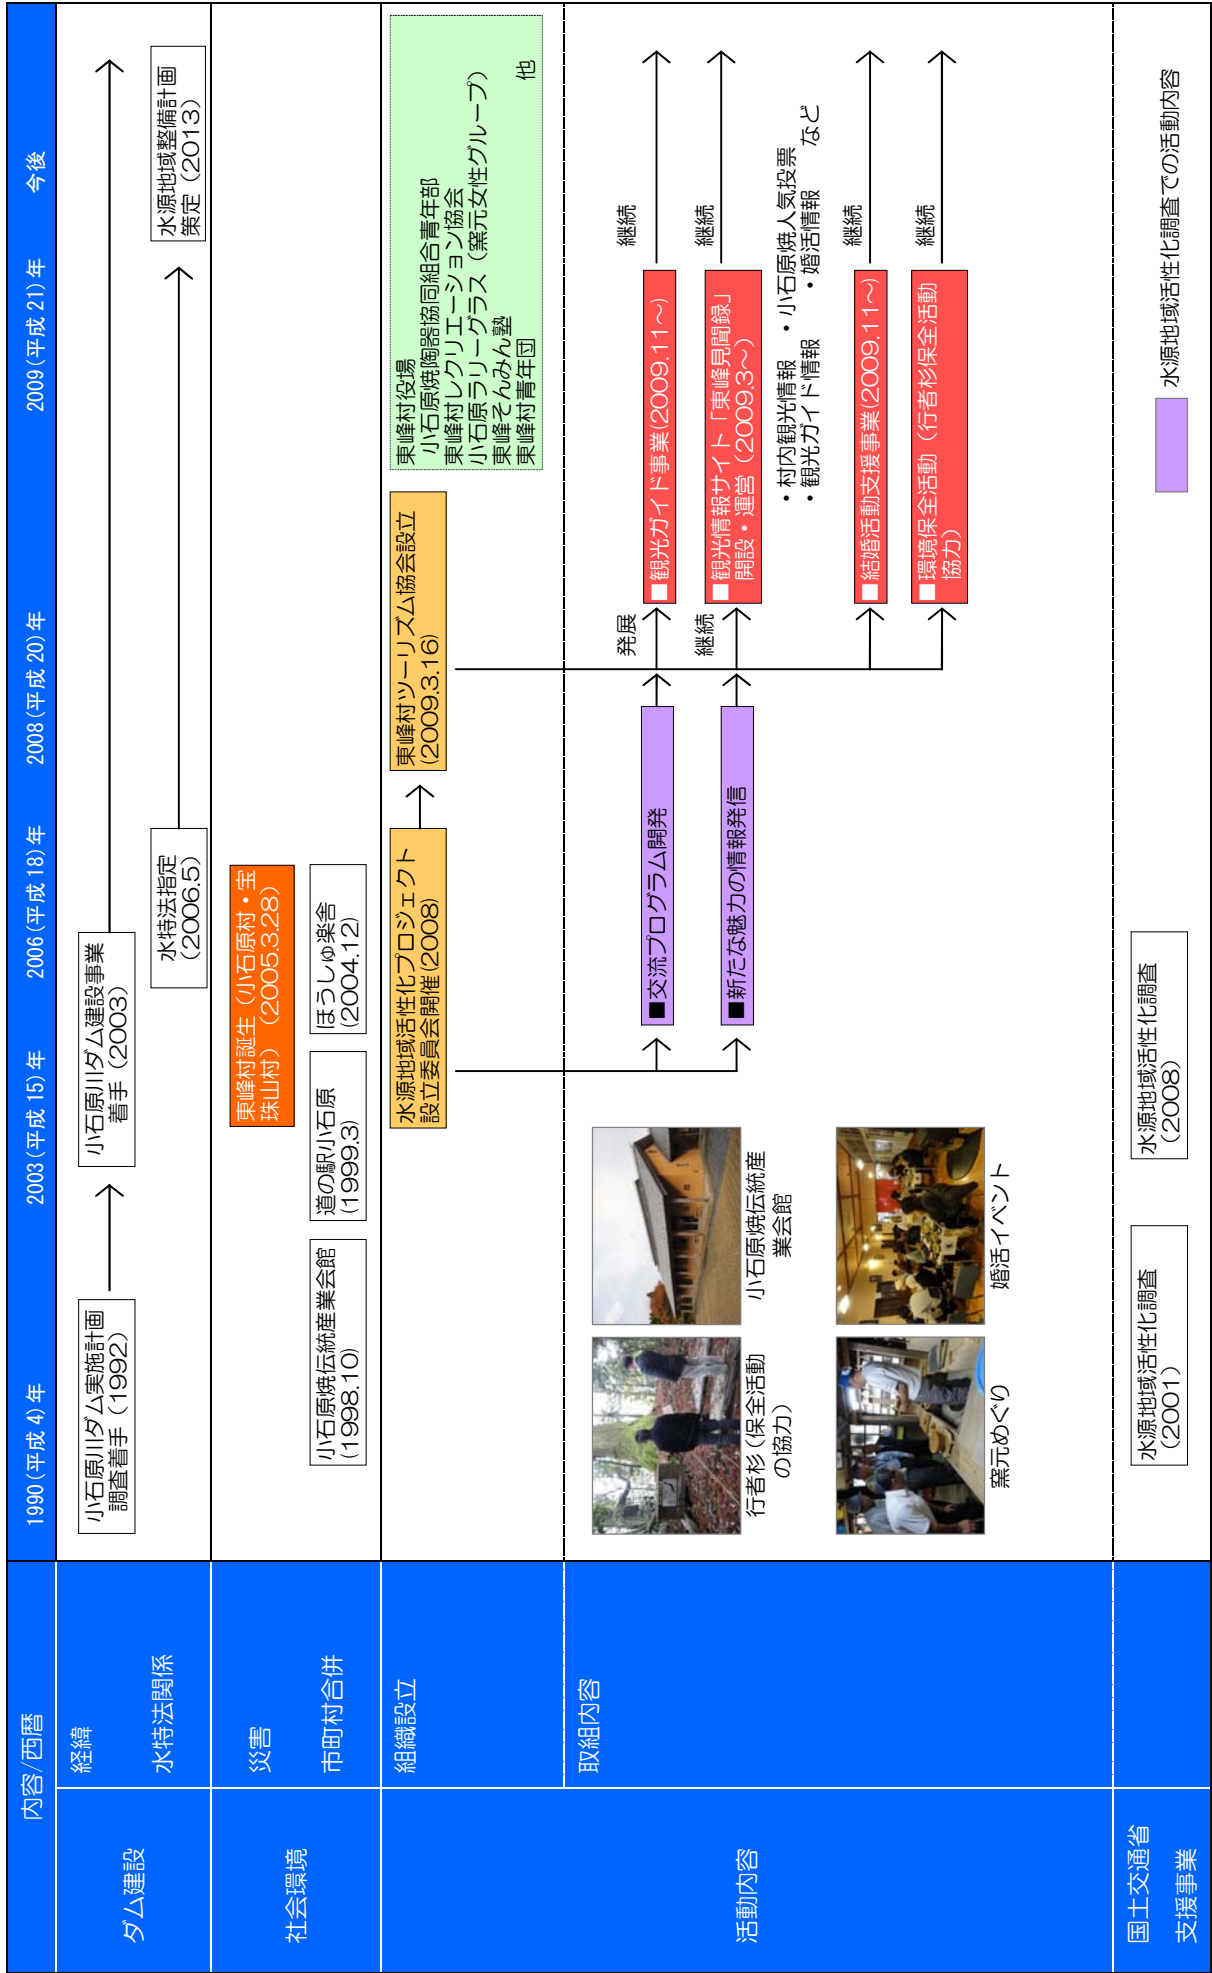 内容/西暦
1990(平成 4)年
2003(平成 15)年
2006(平成 18)年
2008(平成 20)年
2009(平成 21)年
今後
ダム建設
経緯
小石原川ダム実施計画
調査着手(1992)
小石原川ダム建設事業
着手(2003)
水特法関係
水特法指定
(2006.5)
水源地域整備計画
策定(2013)
社会環境
災害
市町村合併
東峰村誕生(小石原村・宝
珠山村) (2005.3.28)
小石原焼伝統産業会館
(1998.10)
道の駅小石原
(1999.3)
ほうしゅ楽舎
(2004.12)
活動内容
組織設立
水源地域活性化プロジェクト
設立委員会開催(2008)
東峰村ツーリズム協会設立
(2009.3.16)
東峰村役場
小石原焼陶器協同組合青年部
東峰村レクリエーション協会
小石原ラリーグラス(窯元女性グループ)
東峰そんみん塾
東峰村青年団 他
取組内容
行者杉(保全活動
の協力)
小石原焼伝統産
業会館
窯元めぐり
婚活イベント
■交流プログラム開発
発展
■観光ガイド事業(2009.11～)
継続
■新たな魅力の情報発信
継続
■観光情報サイト「東峰見聞録」
開設・運営(2009.3～)
継続
・村内観光情報 ・小石原焼人気投票
・観光ガイド情報 ・婚活情報 など
■結婚活動支援事業(2009.11～)
継続
■環境保全活動(行者杉保全活動
協力)
継続
国土交通省
支援事業
水源地域活性化調査
(2001)
水源地域活性化調査
(2008)
水源地域活性化調査での活動内容